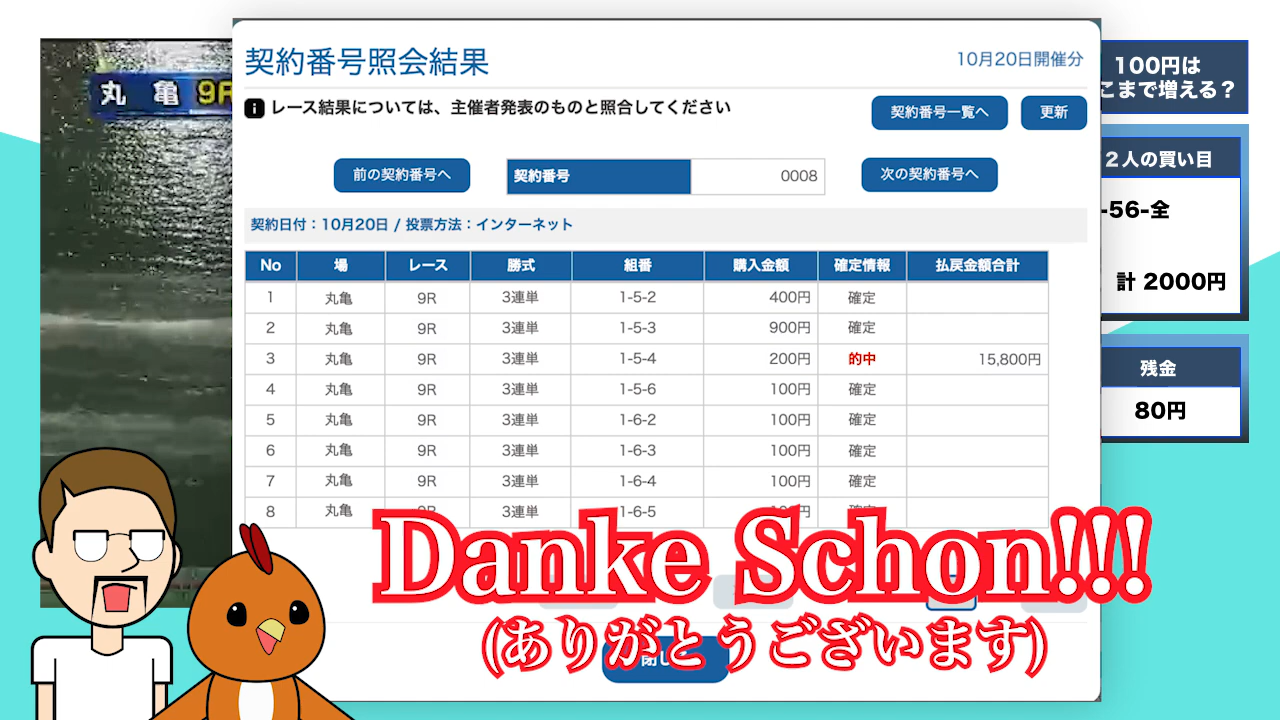 契約番号照会結果
10月20日開催分
丸 亀 9R
レース結果については、主催者発表のものと照合してください
契約番号一覧へ
更新
100円は
こまで増える？
前の契約番号へ
契約番号
0008
次の契約番号へ
２人の買い目
-56-全
計 2000円
残金
80円
契約日付：10月20日 / 投票方法：インターネット
No 場 レース 勝式 組番 購入金額 確定情報 払戻金額合計
1 丸亀 9R 3連単 1-5-2 400円 確定
2 丸亀 9R 3連単 1-5-3 900円 確定
3 丸亀 9R 3連単 1-5-4 200円 的中 15,800円
4 丸亀 9R 3連単 1-5-6 100円 確定
5 丸亀 9R 3連単 1-6-2 100円 確定
6 丸亀 9R 3連単 1-6-3 100円 確定
7 丸亀 9R 3連単 1-6-4 100円 確定
8 丸亀 9R 3連単 1-6-5
Danke Schon!!!
(ありがとうございます)